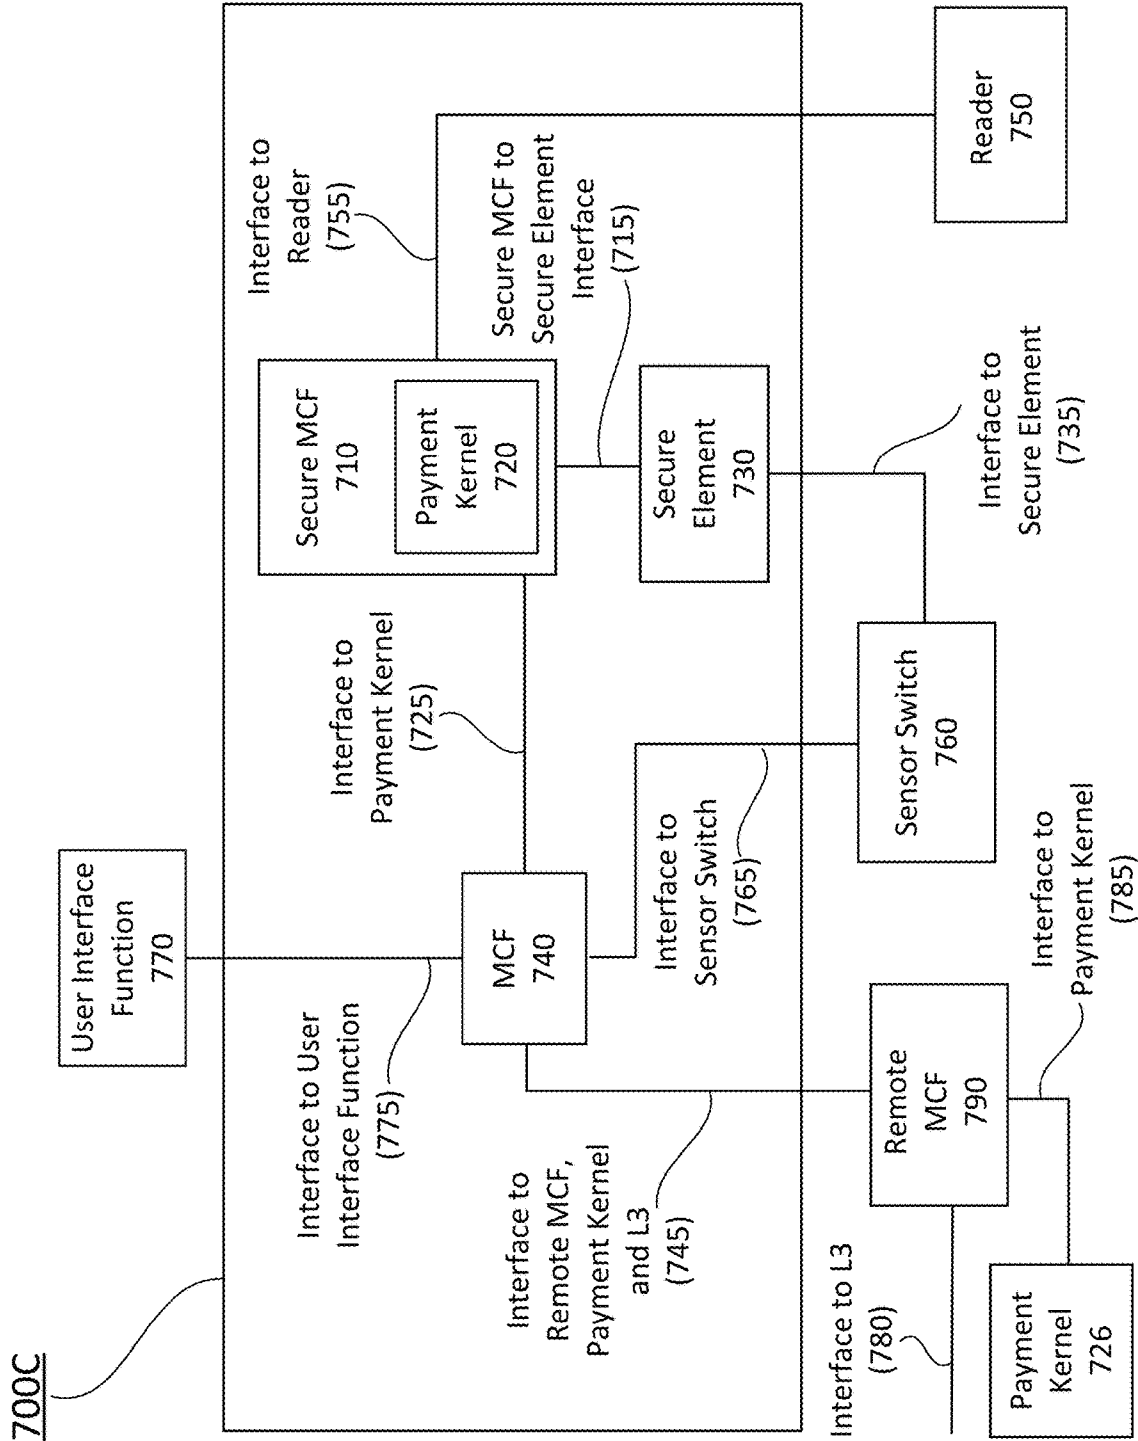 700C
User Interface
Function
770
Interface to User
Interface Function
(775)
Interface to
Remote MCF,
Payment Kernel
and L3
(745)
MCF
740
Interface to
Payment Kernel
(725)
Interface to
Sensor Switch
(765)
Secure MCF
710
Payment
Kernel
720
Interface to
Reader
(755)
Secure MCF to
Secure Element
Interface
(715)
Secure
Element
730
Interface to L3
(780)
Remote
MCF
790
Payment
Kernel
726
Interface to
Payment Kernel
(785)
Sensor Switch
760
Interface to
Secure Element
(735)
Reader
750